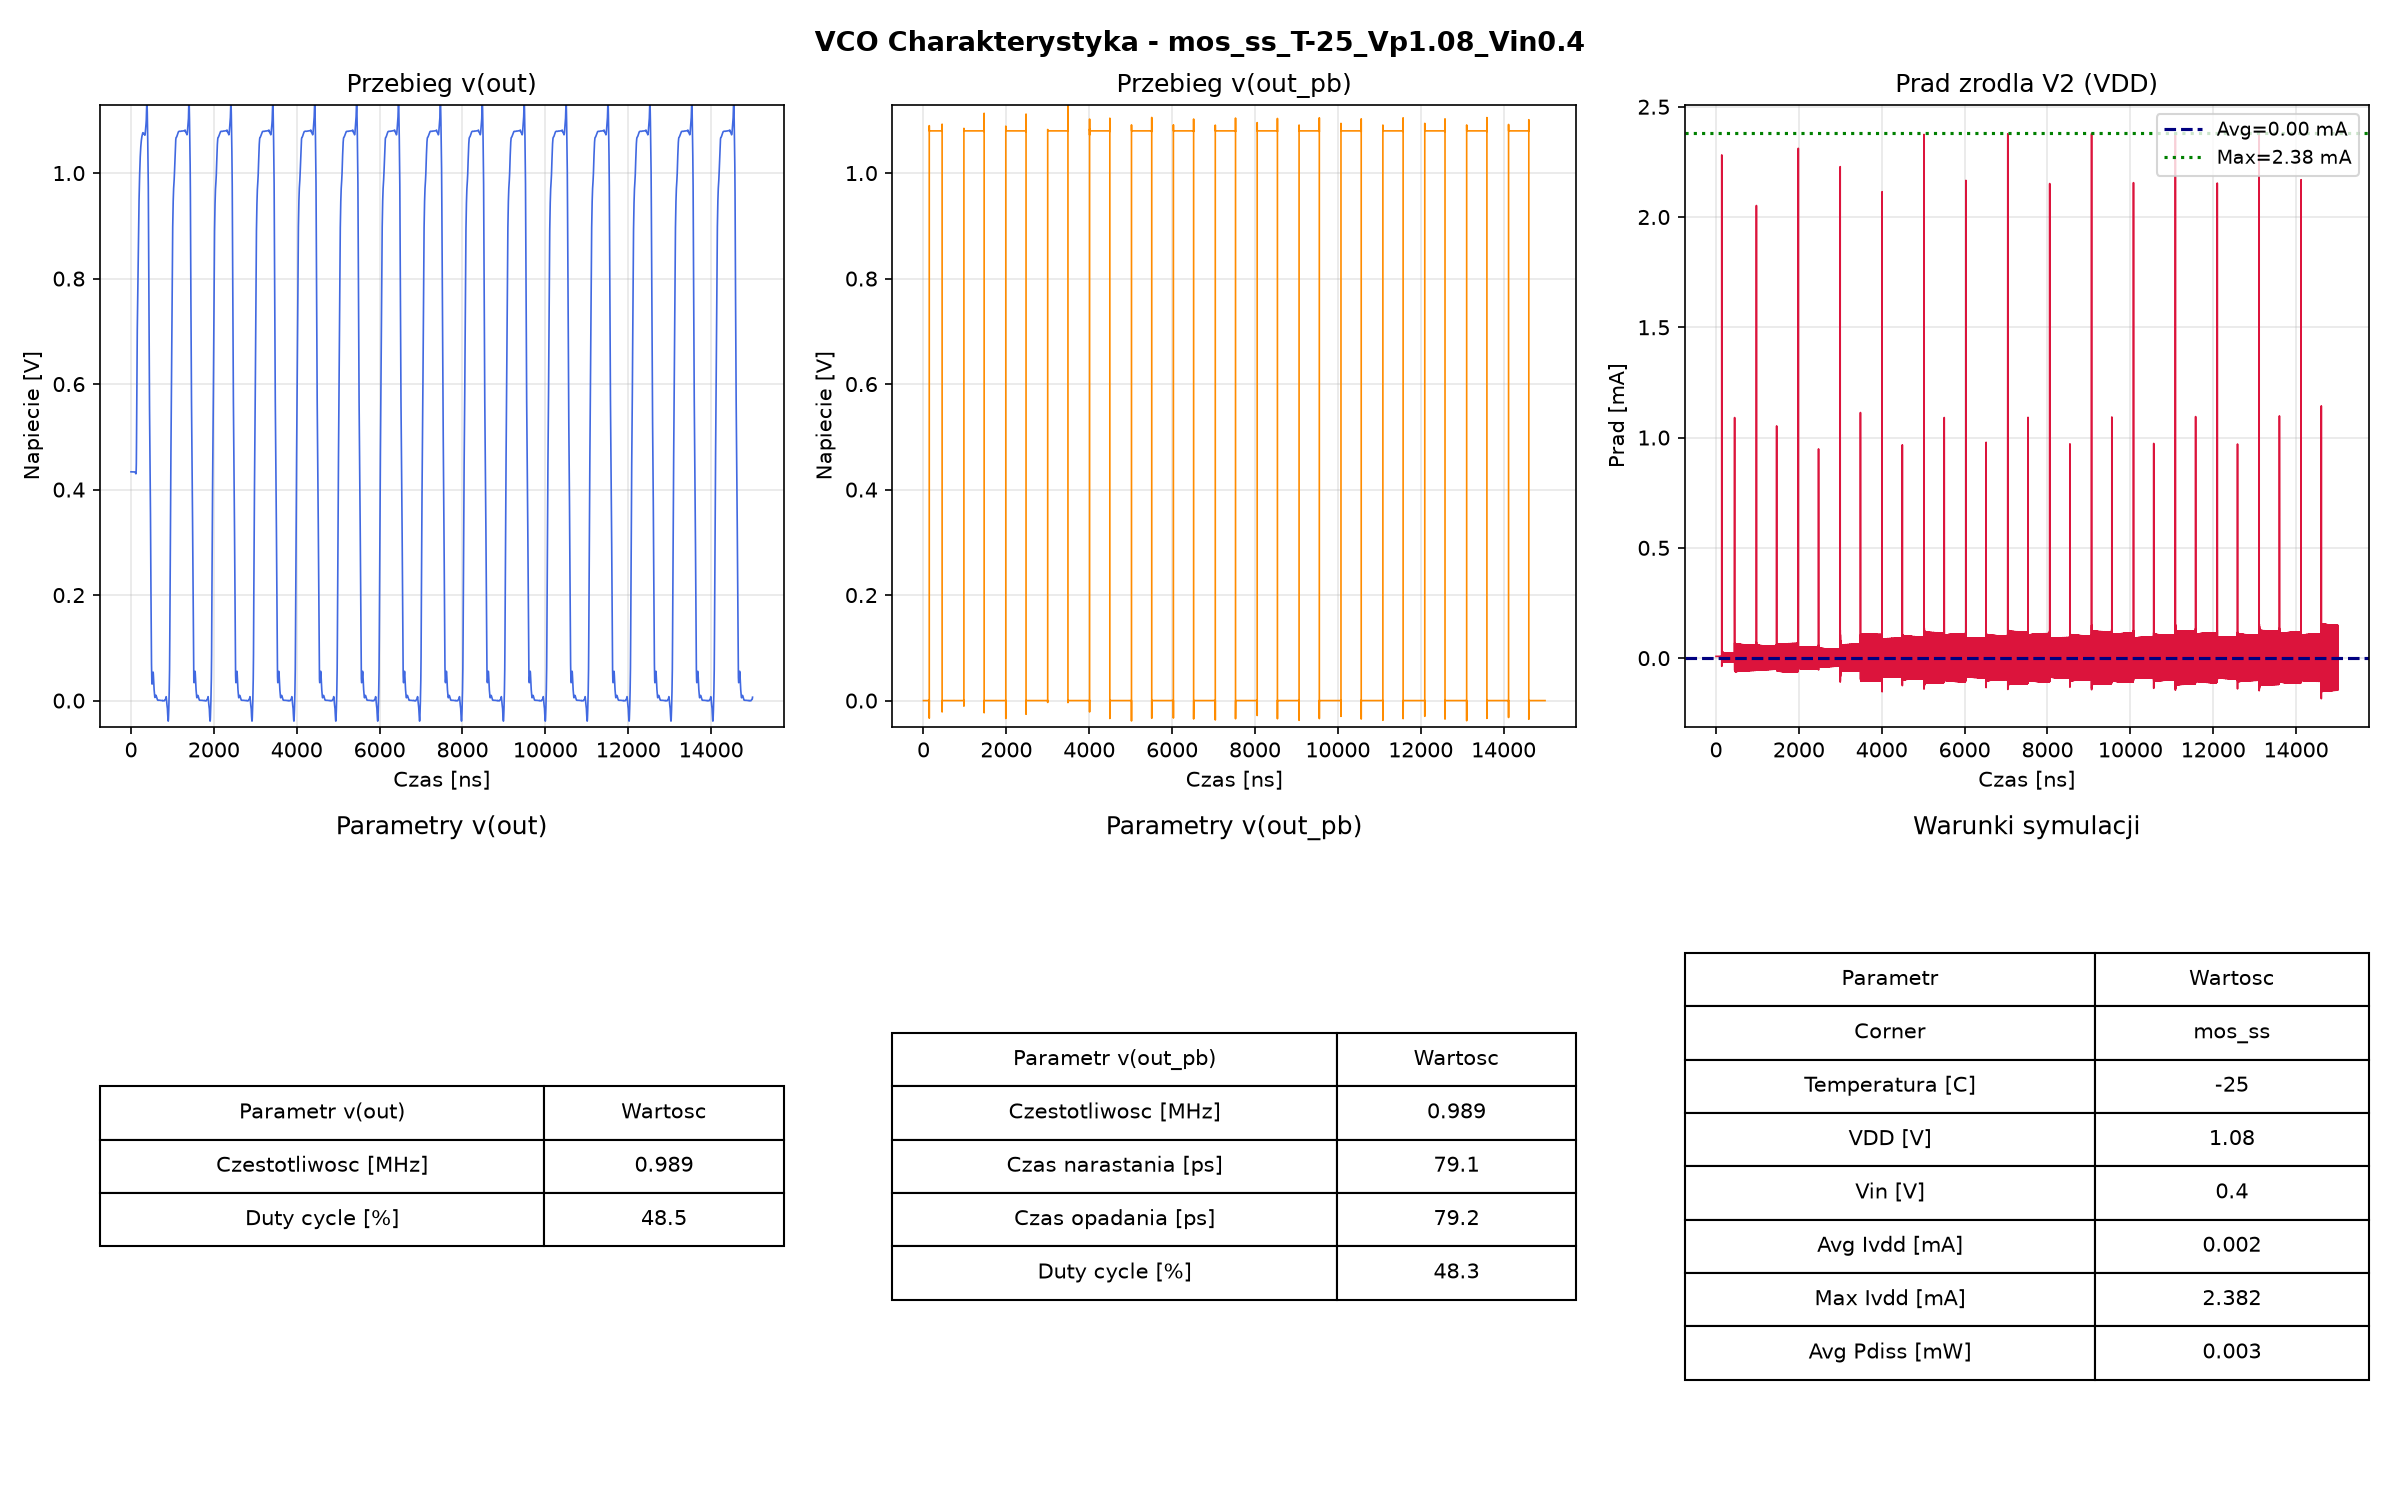 VCO Charakterystyka - mos_ss_T-25_Vp1.08_Vin0.4
Przebieg v(out)
Napiecie [V]
1.0
0.8
0.6
0.4
0.2
0.0
0 2000 4000 6000 8000 10000 12000 14000
Czas [ns]
Przebieg v(out_pb)
Napiecie [V]
1.0
0.8
0.6
0.4
0.2
0.0
0 2000 4000 6000 8000 10000 12000 14000
Czas [ns]
Prad zrodla V2 (VDD)
Prad [mA]
2.5
2.0
1.5
1.0
0.5
0.0
Avg=0.00 mA
Max=2.38 mA
0 2000 4000 6000 8000 10000 12000 14000
Czas [ns]
Parametry v(out)
Parametr v(out) Wartosc
Czestotliwosc [MHz] 0.989
Duty cycle [%] 48.5
Parametry v(out_pb)
Parametr v(out_pb) Wartosc
Czestotliwosc [MHz] 0.989
Czas narastania [ps] 79.1
Czas opadania [ps] 79.2
Duty cycle [%] 48.3
Warunki symulacji
Parametr Wartosc
Corner mos_ss
Temperatura [C] -25
VDD [V] 1.08
Vin [V] 0.4
Avg Ivdd [mA] 0.002
Max Ivdd [mA] 2.382
Avg Pdiss [mW] 0.003